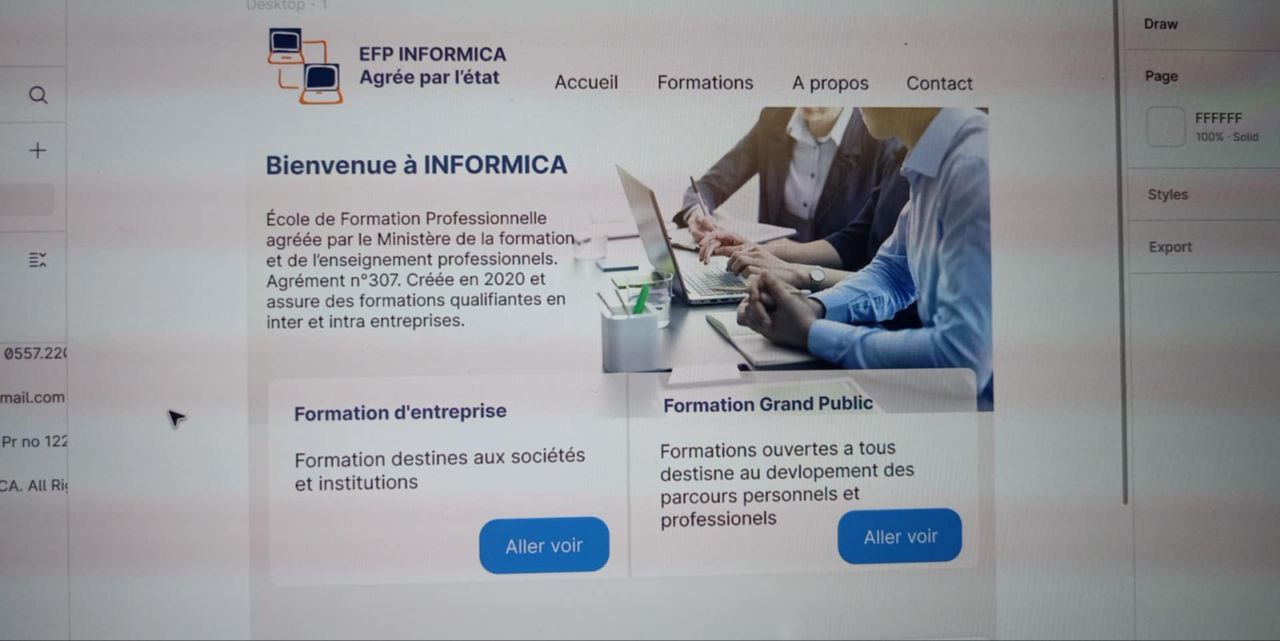 Desktop - 1
Draw
EFP INFORMICA
Agrée par l'état
Accueil Formations A propos Contact
Page
FFFFFF
100% · Solid
Bienvenue à INFORMICA
Styles
École de Formation Professionnelle
agréée par le Ministère de la formation
et de l'enseignement professionnels.
Agrément n°307. Créée en 2020 et
assure des formations qualifiantes en
inter et intra entreprises.
Export
0557.22
mail.com
Pr no 122
CA. All
Formation d'entreprise
Formation destines aux sociétés
et institutions
Aller voir
Formation Grand Public
Formations ouvertes a tous
destisne au devlopement des
parcours personnels et
professionels
Aller voir